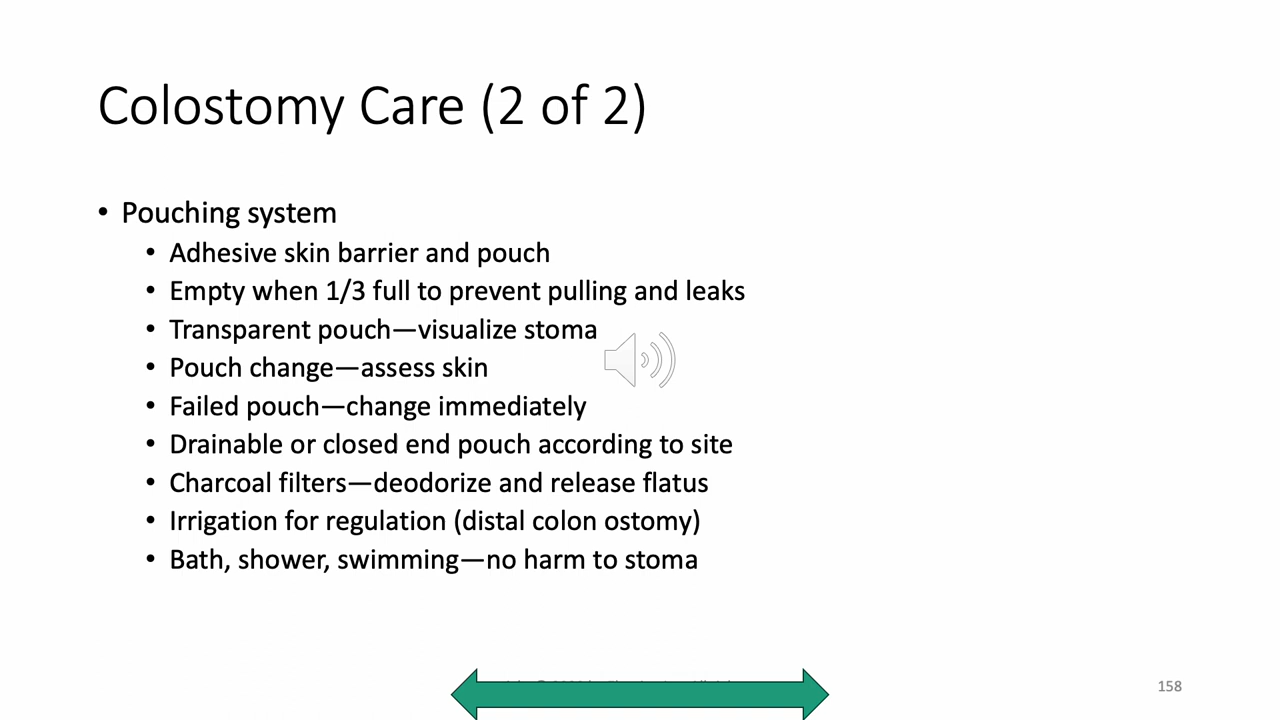 Colostomy Care (2 of 2)
• Pouching system
• Adhesive skin barrier and pouch
• Empty when 1/3 full to prevent pulling and leaks
• Transparent pouch—visualize stoma
• Pouch change—assess skin
• Failed pouch—change immediately
• Drainable or closed end pouch according to site
• Charcoal filters—deodorize and release flatus
• Irrigation for regulation (distal colon ostomy)
• Bath, shower, swimming—no harm to stoma
158